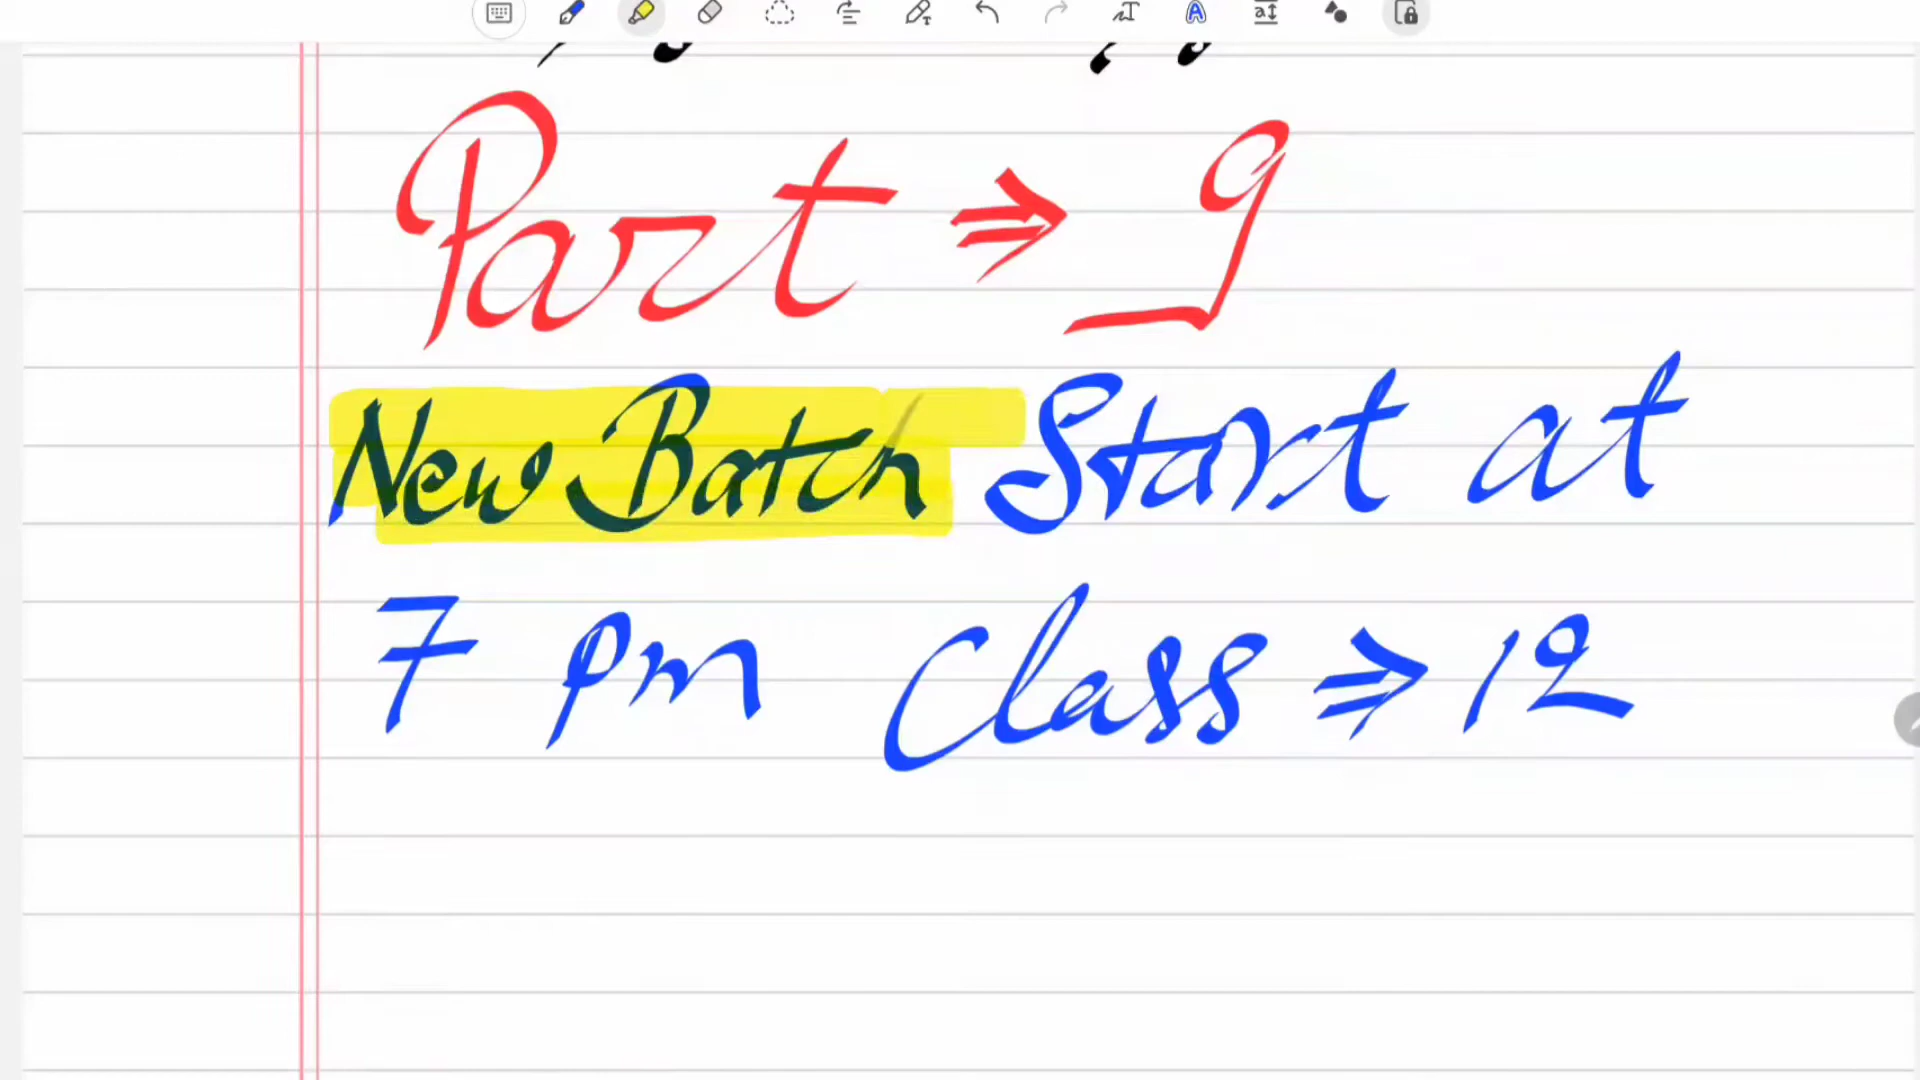 Part ⇒ 9
New Batch Start at
7 pm Class ⇒ 12